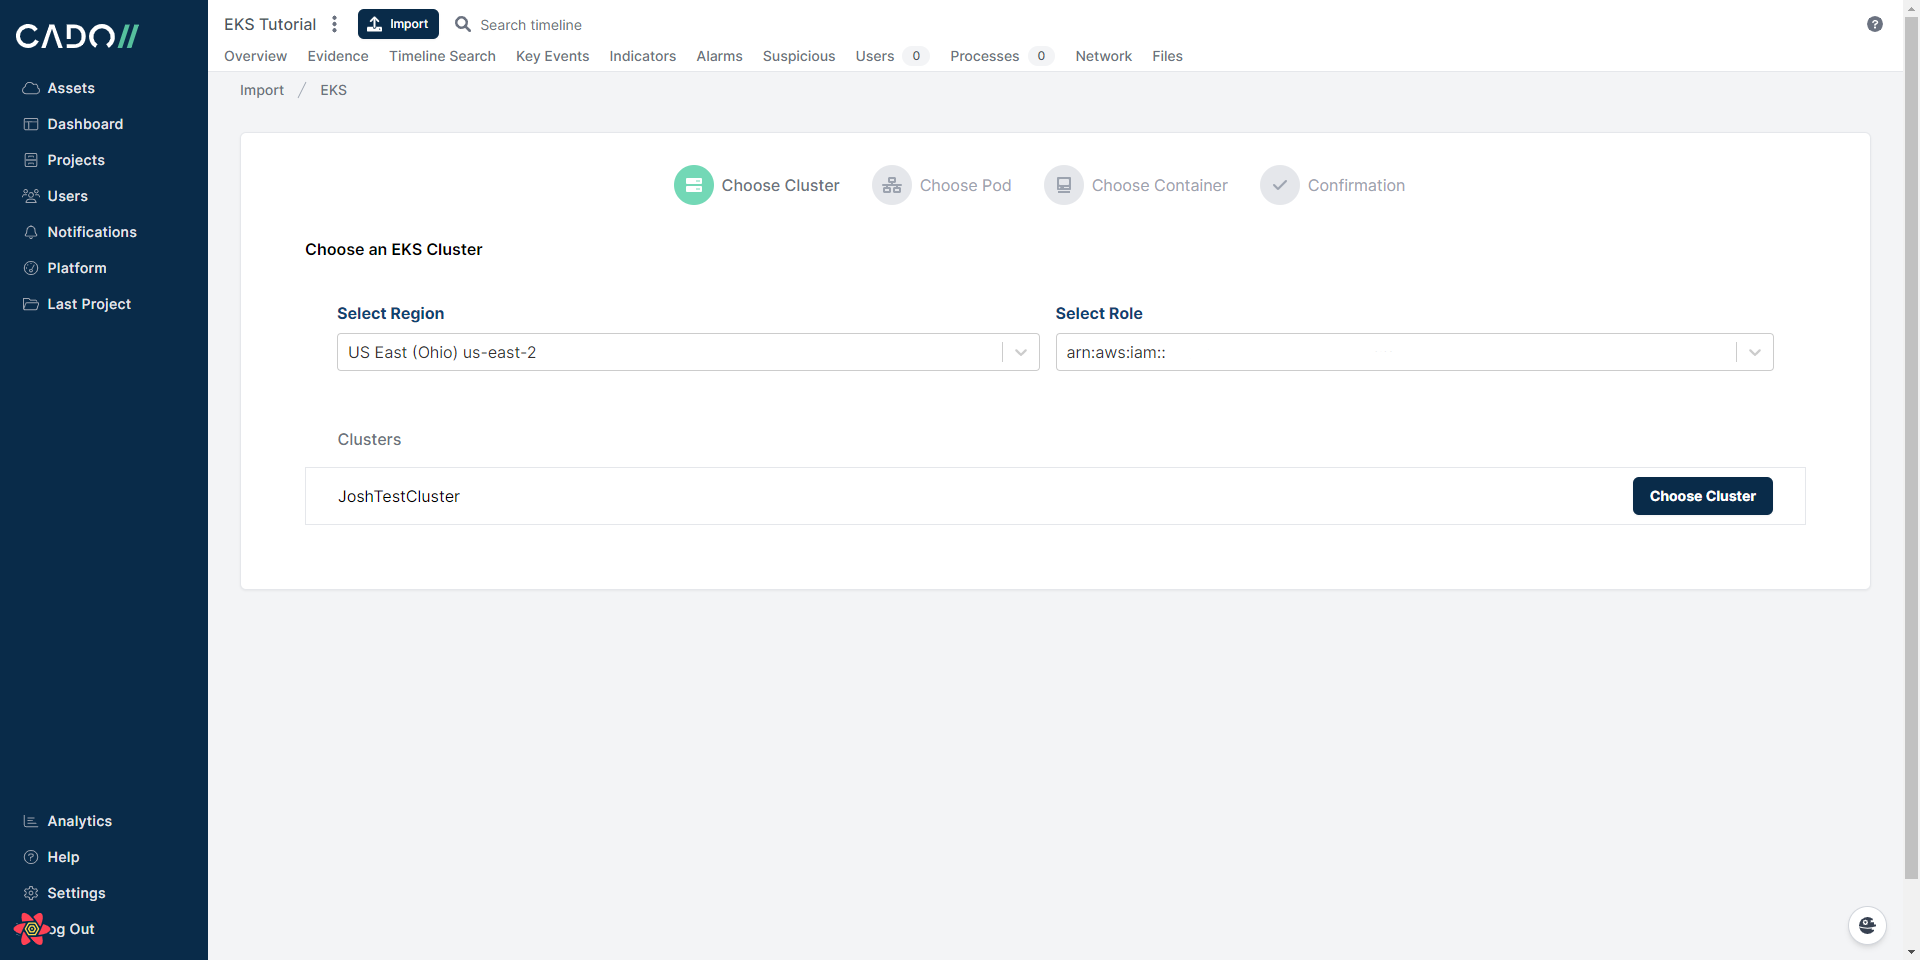 CADO//
Assets
Dashboard
Projects
Users
Notifications
Platform
Last Project
Analytics
Help
Settings
og Out
EKS Tutorial
Import
Search timeline
Overview
Evidence
Timeline Search
Key Events
Indicators
Alarms
Suspicious
Users 0
Processes 0
Network
Files
Import / EKS
Choose Cluster
Choose Pod
Choose Container
Confirmation
Choose an EKS Cluster
Select Region
US East (Ohio) us-east-2
Select Role
arn:aws:iam::
Clusters
JoshTestCluster
Choose Cluster